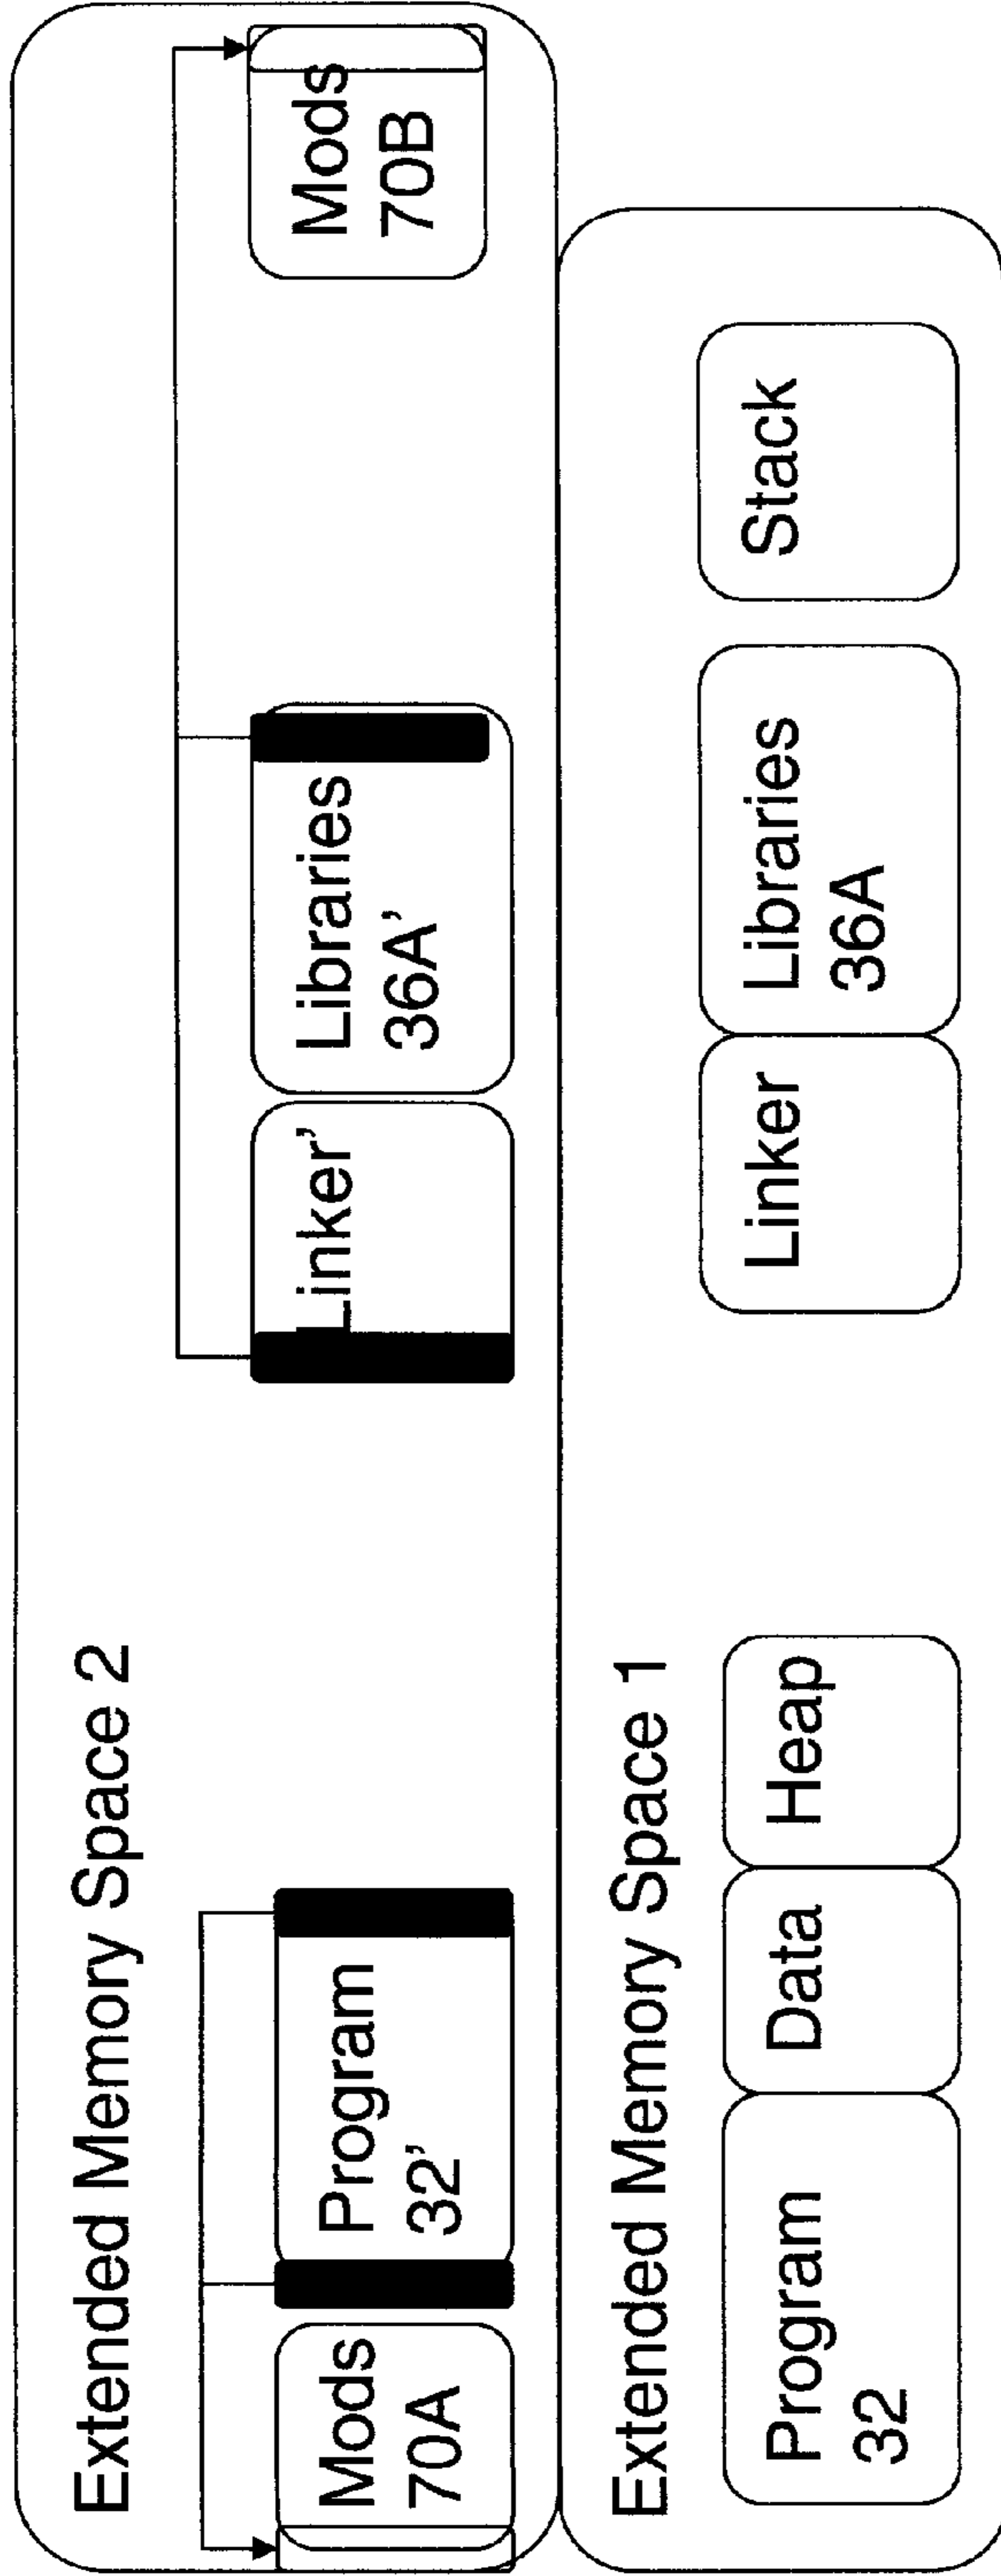 Extended Memory Space 2
Mods
70A
Program
32’
Linker’
Libraries
36A’
Mods
70B
Extended Memory Space 1
Program
32
Data
Heap
Linker
Libraries
36A
Stack